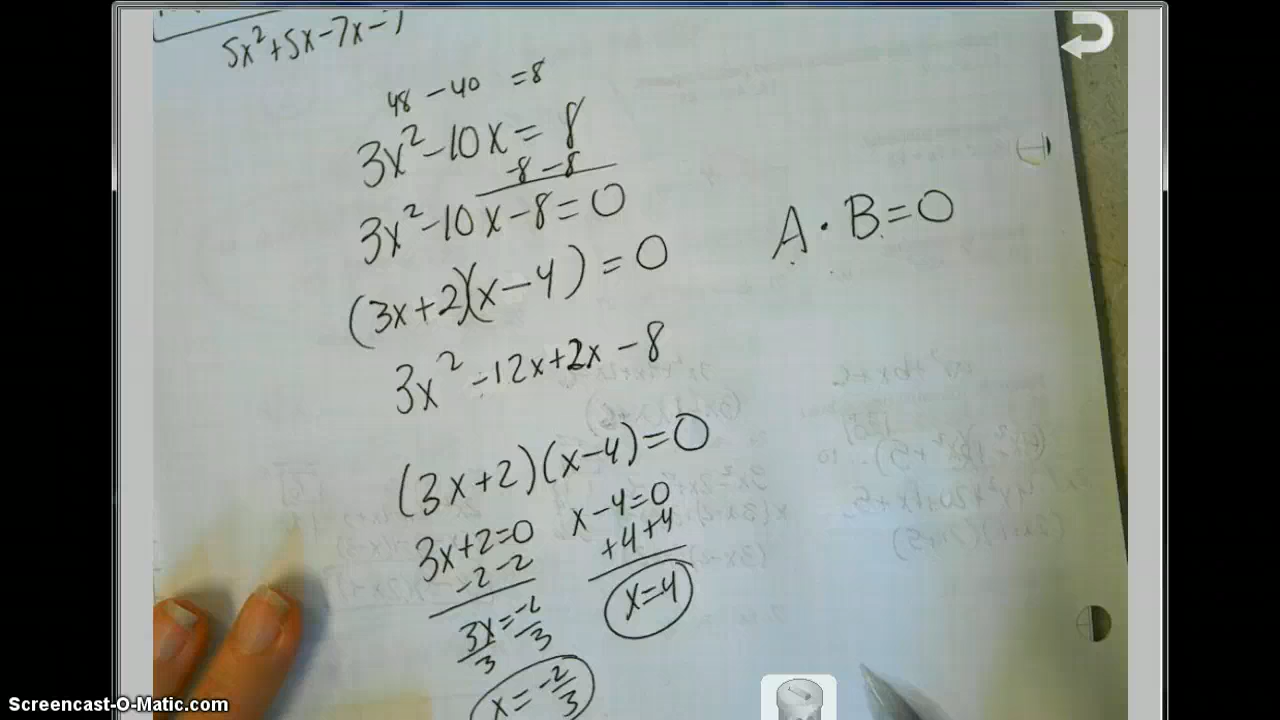 5x²+5x-7x-7
48 -40 =8
3x²-10x=8
-8 -8
3x²-10x-8=0
A·B=0
(3x+2)(x-4)=0
3x²-12x+2x-8
(3x+2)(x-4)=0
3x+2=0 x-4=0
-2 -2 +4 +4
3x/3=-2/3 x=4
x=-2/3
Screencast-O-Matic.com